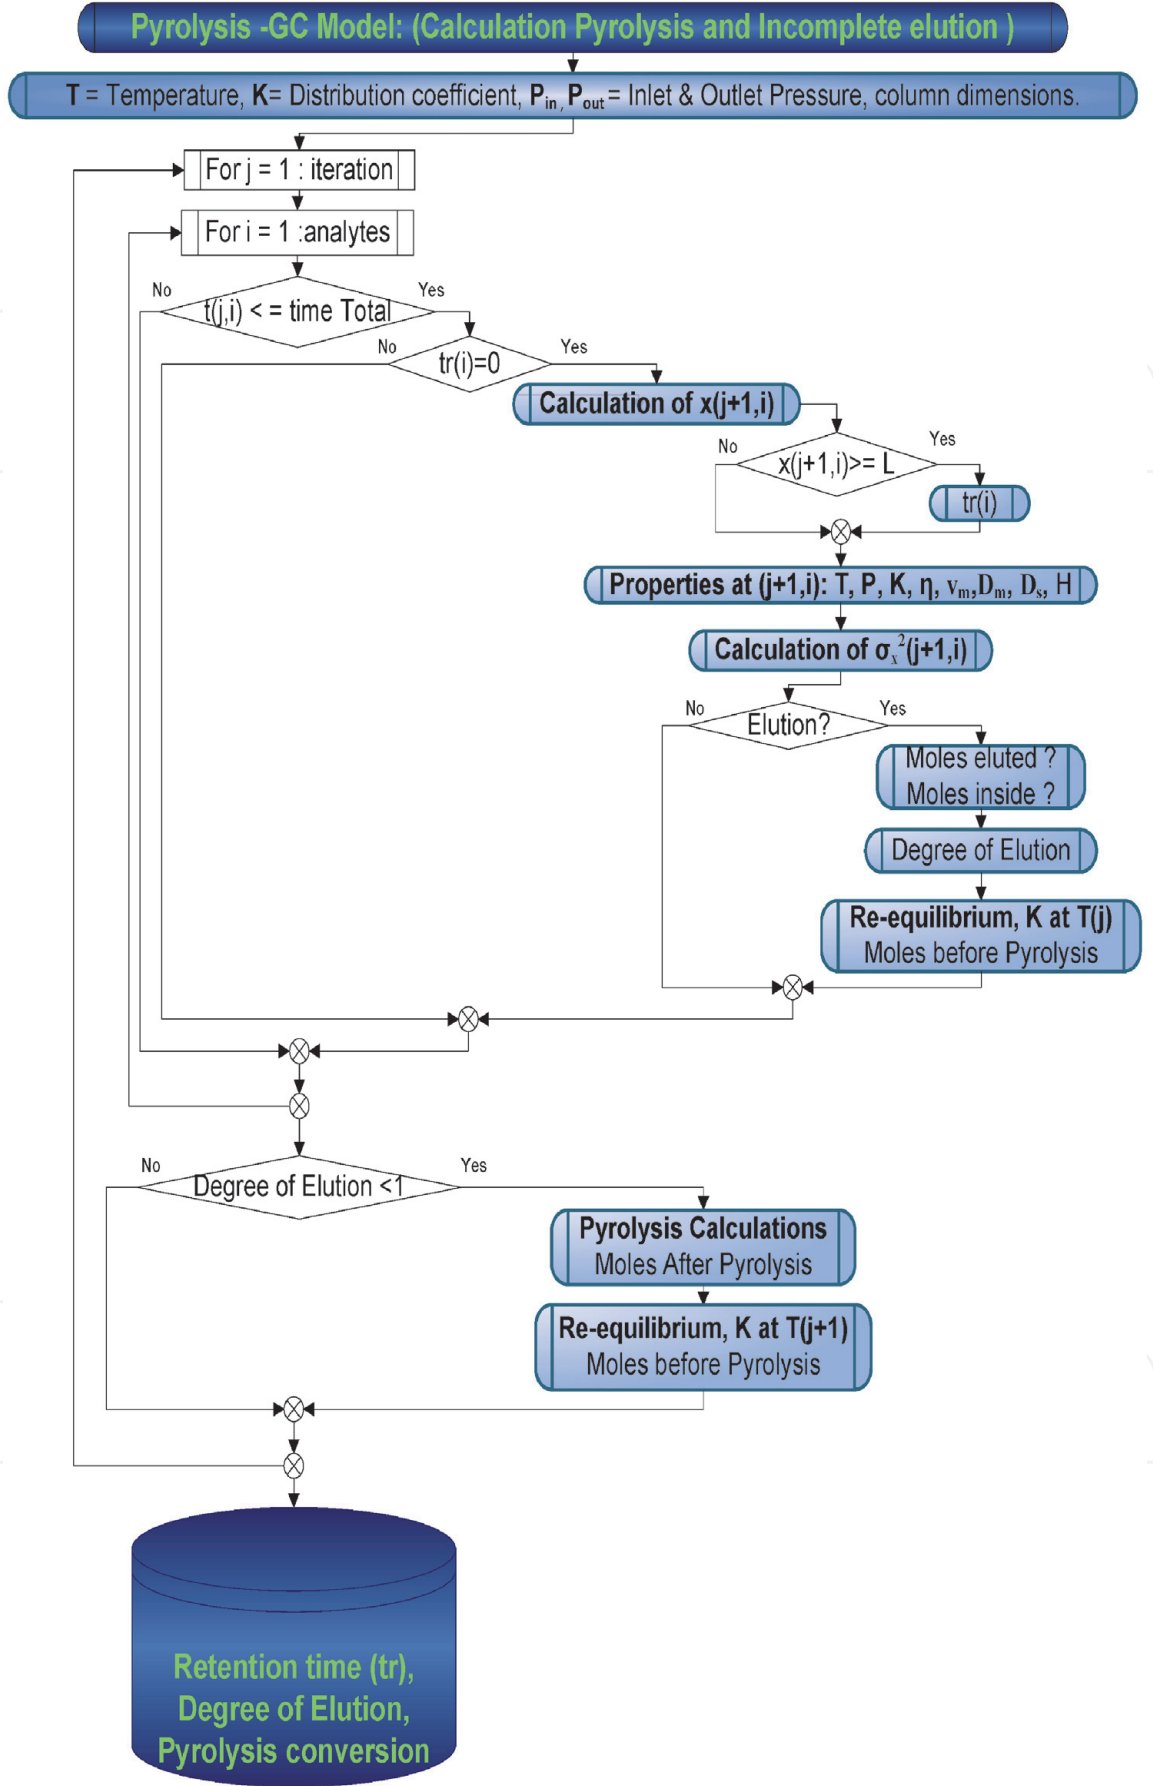 Pyrolysis -GC Model: (Calculation Pyrolysis and Incomplete elution )
T = Temperature, K= Distribution coefficient, Pin, Pout = Inlet & Outlet Pressure, column dimensions.
For j = 1 : iteration
For i = 1 :analytes
No
Yes
t(j,i) < = time Total
No
Yes
tr(i)=0
Calculation of x(j+1,i)
No
Yes
x(j+1,i)>= L
tr(i)
Properties at (j+1,i): T, P, K, η, vm,Dm, Ds, H
Calculation of σx²(j+1,i)
No
Yes
Elution?
Moles eluted ?
Moles inside ?
Degree of Elution
Re-equilibrium, K at T(j)
Moles before Pyrolysis
No
Yes
Degree of Elution <1
Pyrolysis Calculations
Moles After Pyrolysis
Re-equilibrium, K at T(j+1)
Moles before Pyrolysis
Retention time (tr),
Degree of Elution,
Pyrolysis conversion